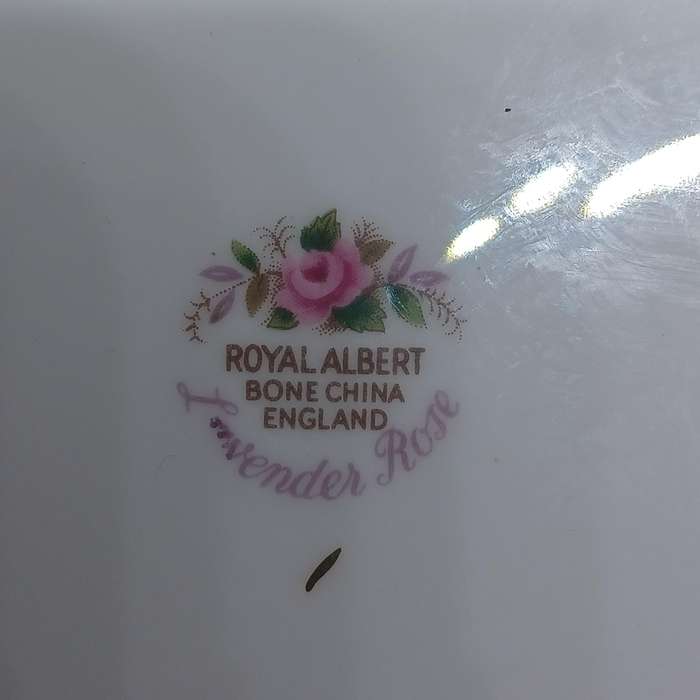 ROYAL ALBERT
BONE CHINA
ENGLAND
Lavender Rose